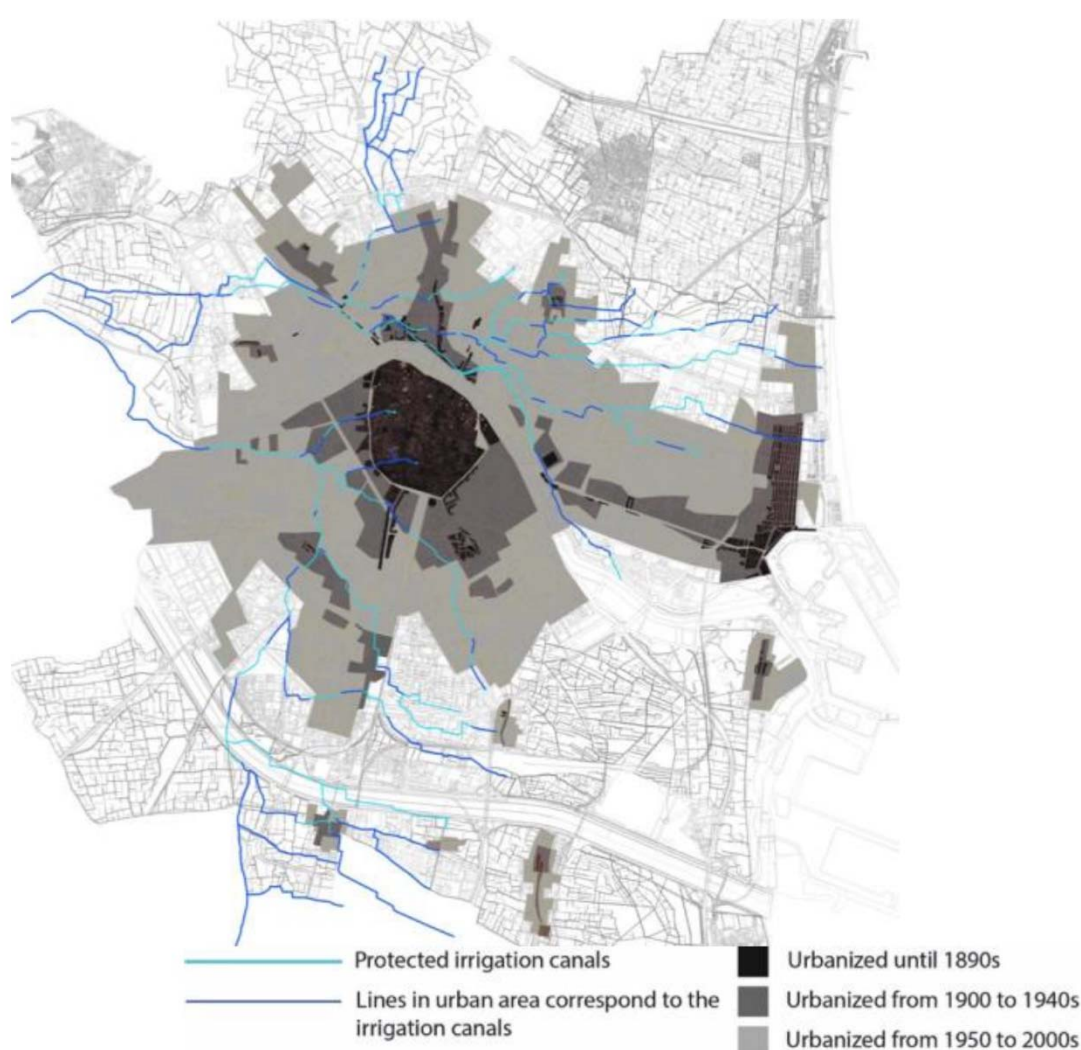 Protected irrigation canals
Lines in urban area correspond to the
irrigation canals
Urbanized until 1890s
Urbanized from 1900 to 1940s
Urbanized from 1950 to 2000s